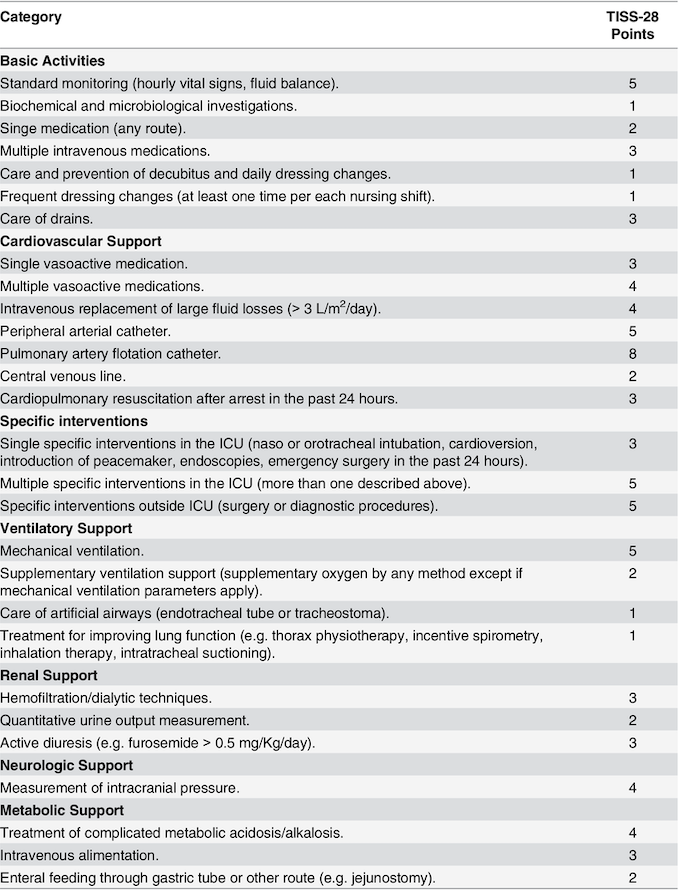 Category TISS-28
Points
Basic Activities
Standard monitoring (hourly vital signs, fluid balance). 5
Biochemical and microbiological investigations. 1
Singe medication (any route). 2
Multiple intravenous medications. 3
Care and prevention of decubitus and daily dressing changes. 1
Frequent dressing changes (at least one time per each nursing shift). 1
Care of drains. 3
Cardiovascular Support
Single vasoactive medication. 3
Multiple vasoactive medications. 4
Intravenous replacement of large fluid losses (> 3 L/m²/day). 4
Peripheral arterial catheter. 5
Pulmonary artery flotation catheter. 8
Central venous line. 2
Cardiopulmonary resuscitation after arrest in the past 24 hours. 3
Specific interventions
Single specific interventions in the ICU (naso or orotracheal intubation, cardioversion, 3
introduction of peacemaker, endoscopies, emergency surgery in the past 24 hours).
Multiple specific interventions in the ICU (more than one described above). 5
Specific interventions outside ICU (surgery or diagnostic procedures). 5
Ventilatory Support
Mechanical ventilation. 5
Supplementary ventilation support (supplementary oxygen by any method except if 2
mechanical ventilation parameters apply).
Care of artificial airways (endotracheal tube or tracheostoma). 1
Treatment for improving lung function (e.g. thorax physiotherapy, incentive spirometry, 1
inhalation therapy, intratracheal suctioning).
Renal Support
Hemofiltration/dialytic techniques. 3
Quantitative urine output measurement. 2
Active diuresis (e.g. furosemide > 0.5 mg/Kg/day). 3
Neurologic Support
Measurement of intracranial pressure. 4
Metabolic Support
Treatment of complicated metabolic acidosis/alkalosis. 4
Intravenous alimentation. 3
Enteral feeding through gastric tube or other route (e.g. jejunostomy). 2